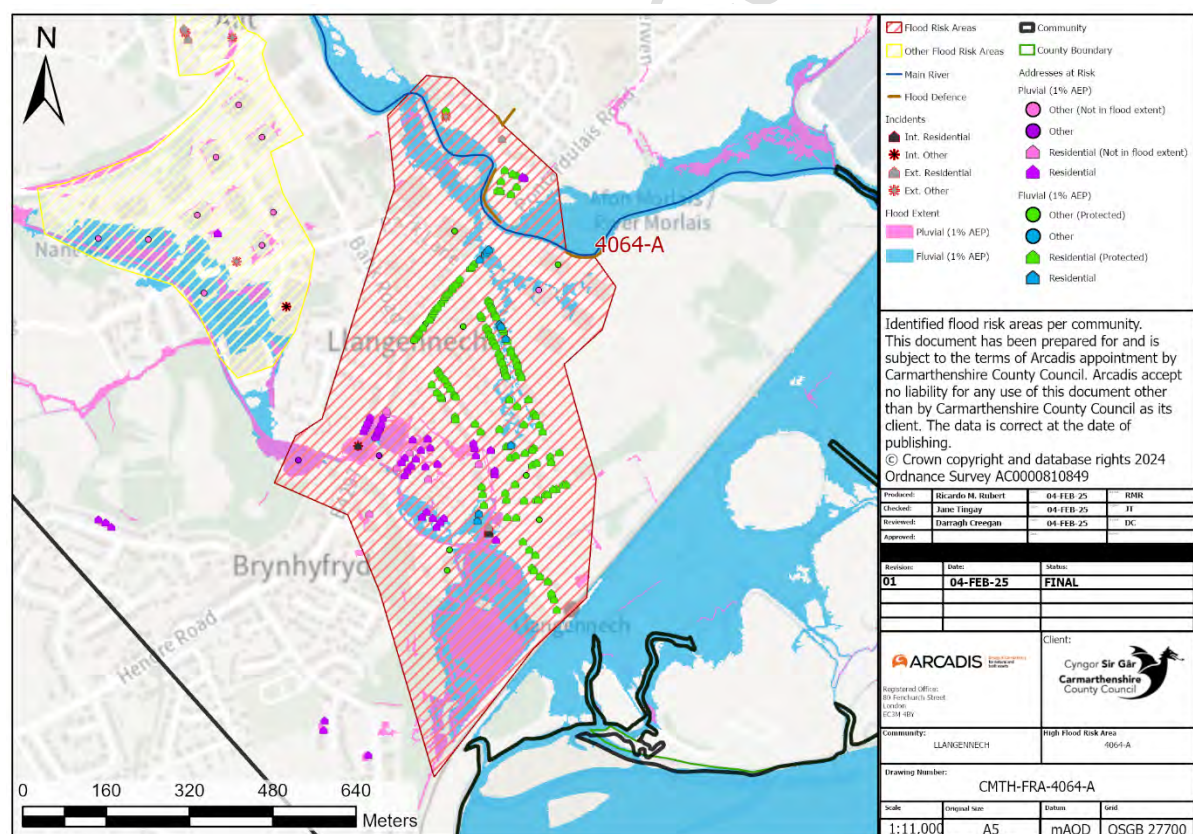 N
Nant
Afon Morlais /
River Morlais
4064-A
Llangennech
Brynhyfryd
Llangennech
Hendre Road
0 160 320 480 640
Meters
Flood Risk Areas
Other Flood Risk Areas
Main River
Flood Defence
Incidents
Int. Residential
Int. Other
Ext. Residential
Ext. Other
Flood Extent
Pluvial (1% AEP)
Fluvial (1% AEP)
Community
County Boundary
Addresses at Risk
Pluvial (1% AEP)
Other (Not in flood extent)
Other
Residential (Not in flood extent)
Residential
Fluvial (1% AEP)
Other (Protected)
Other
Residential (Protected)
Residential
Identified flood risk areas per community.
This document has been prepared for and is
subject to the terms of Arcadis appointment by
Carmarthenshire County Council. Arcadis accept
no liability for any use of this document other
than by Carmarthenshire County Council as its
client. The data is correct at the date of
publishing.
© Crown copyright and database rights 2024
Ordnance Survey AC0000810849
Produced: Ricardo M. Rubert 04-FEB-25 RMR
Checked: Jane Tingay 04-FEB-25 JT
Reviewed: Darragh Creegan 04-FEB-25 DC
Approved:
Revision: Date: Status:
01 04-FEB-25 FINAL
ARCADIS
Registered Office:
80 Fenchurch Street
London
EC3M 4BY
Client:
Cyngor Sir Gâr
Carmarthenshire
County Council
Community: High Flood Risk Area
LLANGENNECH 4064-A
Drawing Number:
CMTH-FRA-4064-A
Scale Original Size Datum Grid
1:11,000 A5 mAOD OSGB 27700